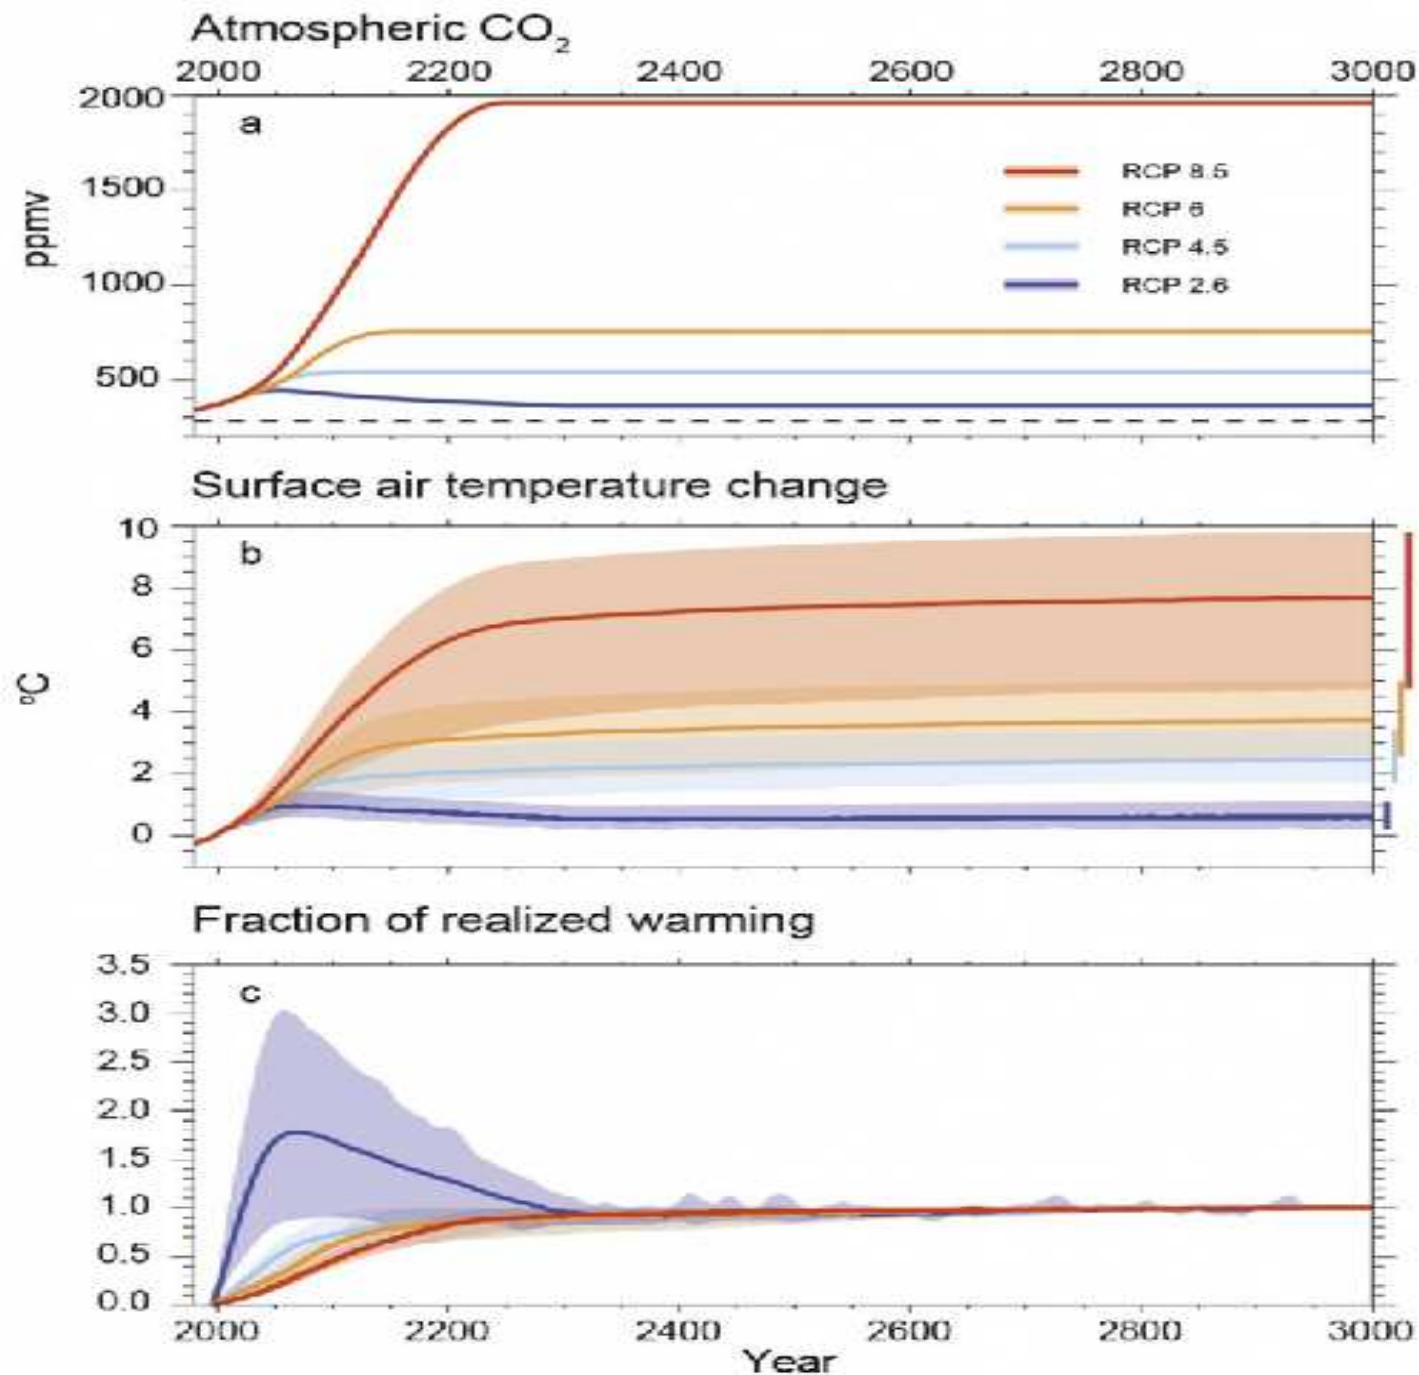 Atmospheric CO2
2000 2200 2400 2600 2800 3000
2000
a
1500
1000
500
ppmv
RCP 8.5
RCP 6
RCP 4.5
RCP 2.6
Surface air temperature change
10
b
8
6
4
2
0
ºC
Fraction of realized warming
3.5
c
3.0
2.5
2.0
1.5
1.0
0.5
0.0
2000 2200 2400 2600 2800 3000
Year